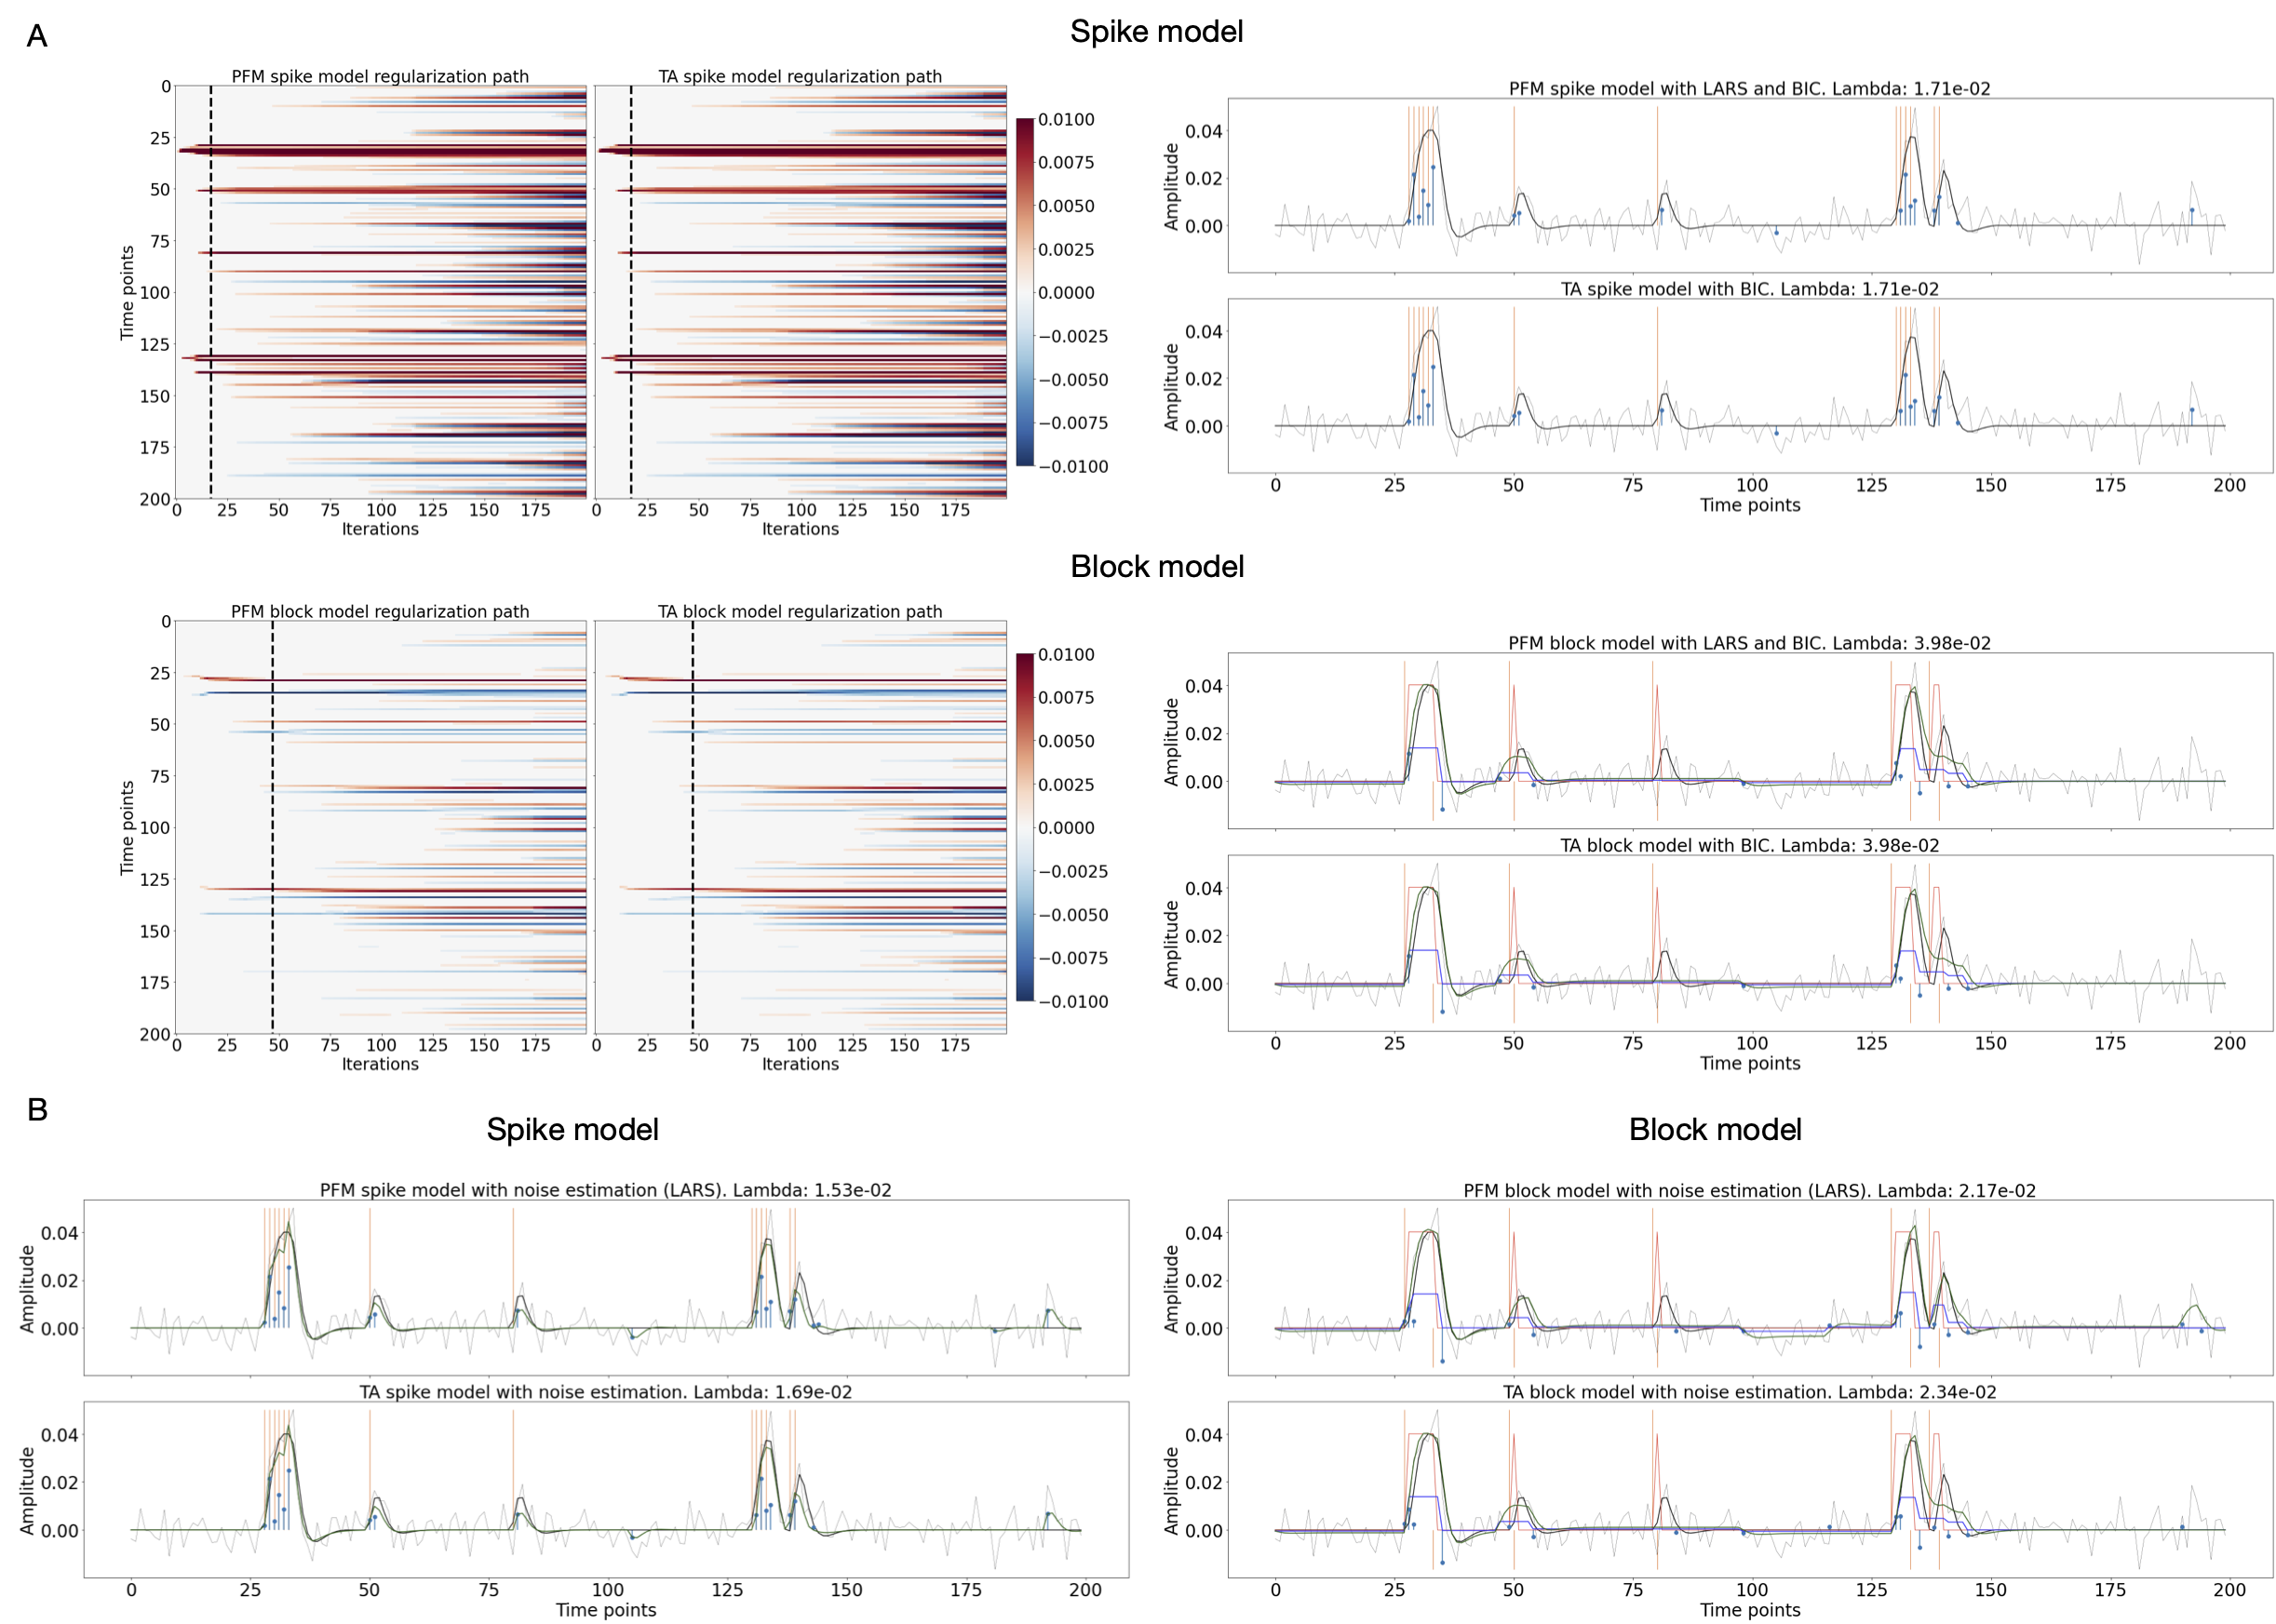 A
Spike model
PFM spike model regularization path
TA spike model regularization path
0
25
50
75
100
125
150
175
200
Time points
0 25 50 75 100 125 150 175
Iterations
0 25 50 75 100 125 150 175
Iterations
0.0100
0.0075
0.0050
0.0025
0.0000
−0.0025
−0.0050
−0.0075
−0.0100
PFM spike model with LARS and BIC. Lambda: 1.71e-02
0.04
0.02
0.00
Amplitude
TA spike model with BIC. Lambda: 1.71e-02
0.04
0.02
0.00
Amplitude
0 25 50 75 100 125 150 175 200
Time points
Block model
PFM block model regularization path
TA block model regularization path
0
25
50
75
100
125
150
175
200
Time points
0 25 50 75 100 125 150 175
Iterations
0 25 50 75 100 125 150 175
Iterations
0.0100
0.0075
0.0050
0.0025
0.0000
−0.0025
−0.0050
−0.0075
−0.0100
PFM block model with LARS and BIC. Lambda: 3.98e-02
0.04
0.02
0.00
Amplitude
TA block model with BIC. Lambda: 3.98e-02
0.04
0.02
0.00
Amplitude
0 25 50 75 100 125 150 175 200
Time points
B
Spike model
PFM spike model with noise estimation (LARS). Lambda: 1.53e-02
0.04
0.02
0.00
Amplitude
TA spike model with noise estimation. Lambda: 1.69e-02
0.04
0.02
0.00
Amplitude
0 25 50 75 100 125 150 175 200
Time points
Block model
PFM block model with noise estimation (LARS). Lambda: 2.17e-02
0.04
0.02
0.00
Amplitude
TA block model with noise estimation. Lambda: 2.34e-02
0.04
0.02
0.00
Amplitude
0 25 50 75 100 125 150 175 200
Time points